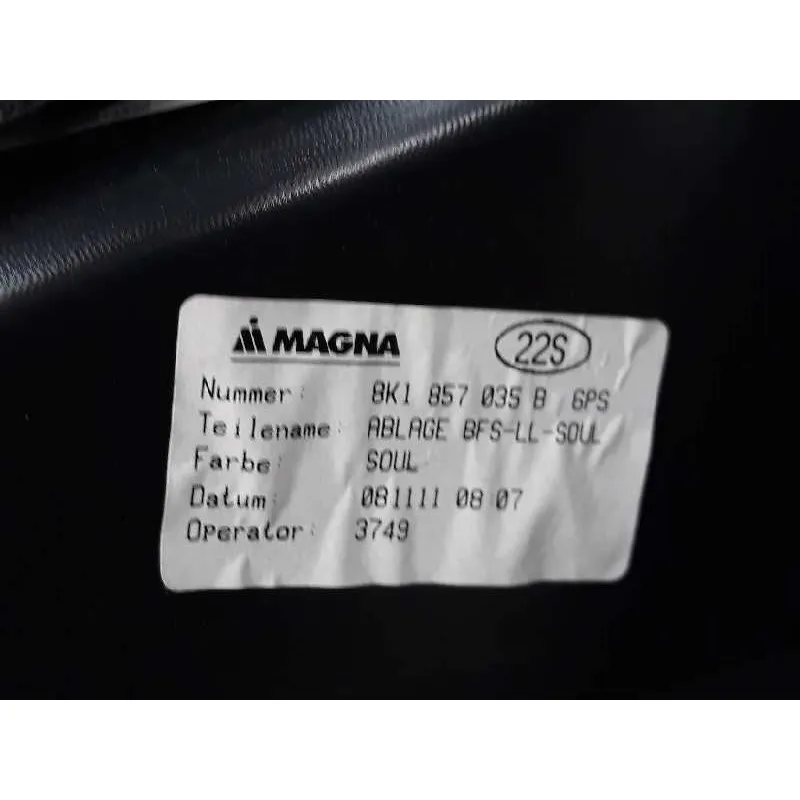 MAGNA 22S
Nummer: 8K1 857 035 B 6PS
Teilename: ABLAGE BFS-LL-SOUL
Farbe: SOUL
Datum: 081111 08:07
Operator: 3749